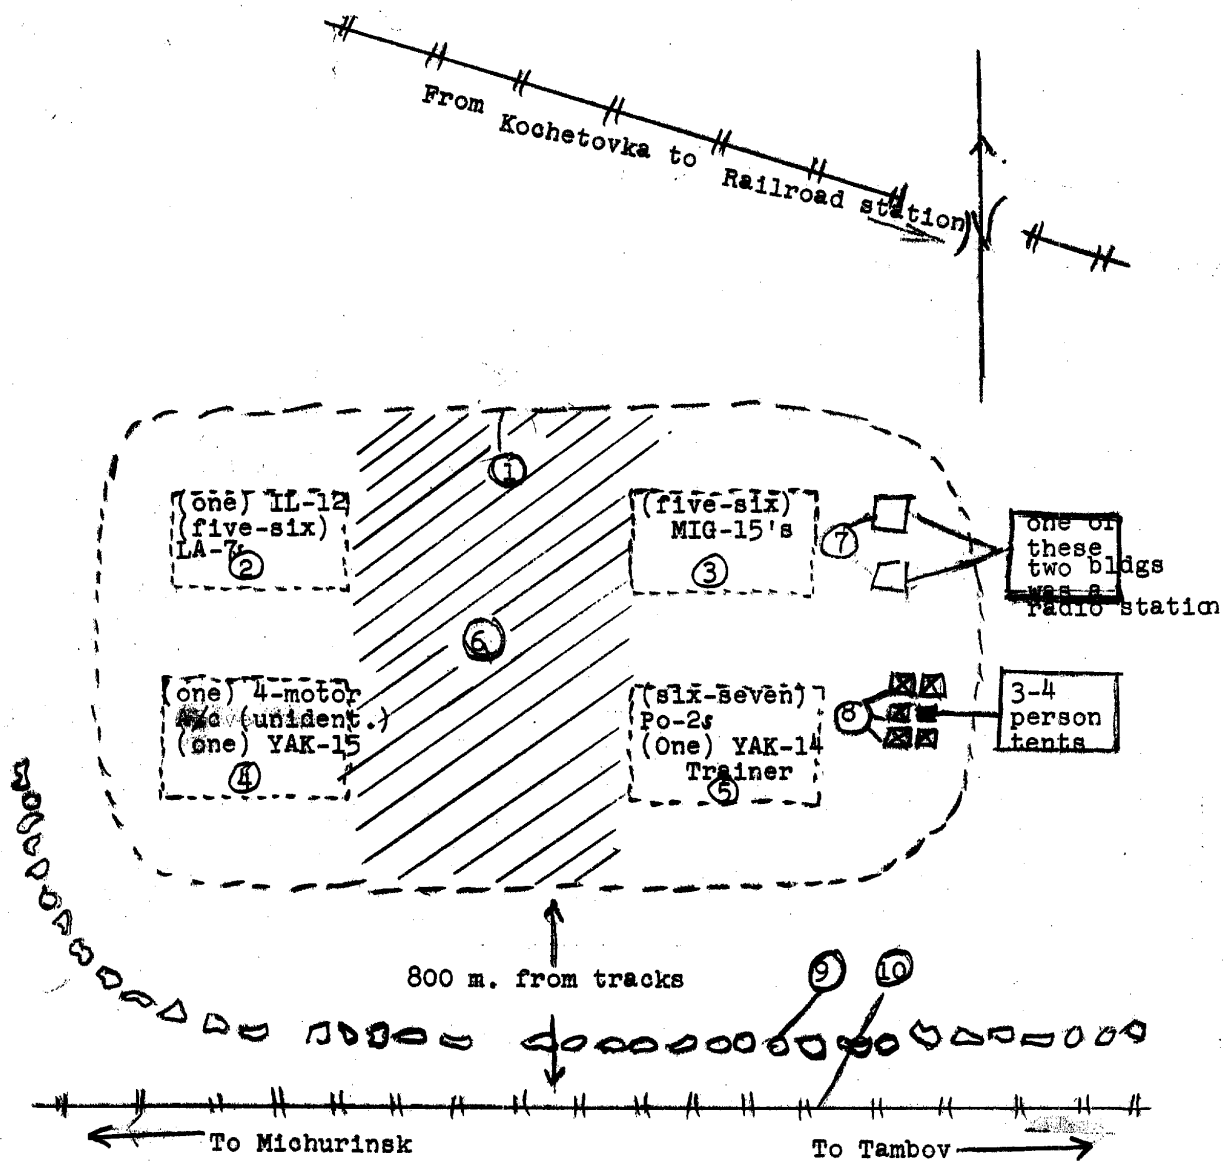 From Kochetovka to Railroad station
1
(one) IL-12
(five-six)
LA-7s
2
(five-six)
MIG-15's
3
7
one of
these
two bldgs
was a
radio station
6
(one) 4-motor
A/c (unident.)
(one) YAK-15
4
(six-seven)
Po-2s
(One) YAK-14
Trainer
5
8
3-4
person
tents
800 m. from tracks
9
10
To Michurinsk
To Tambov